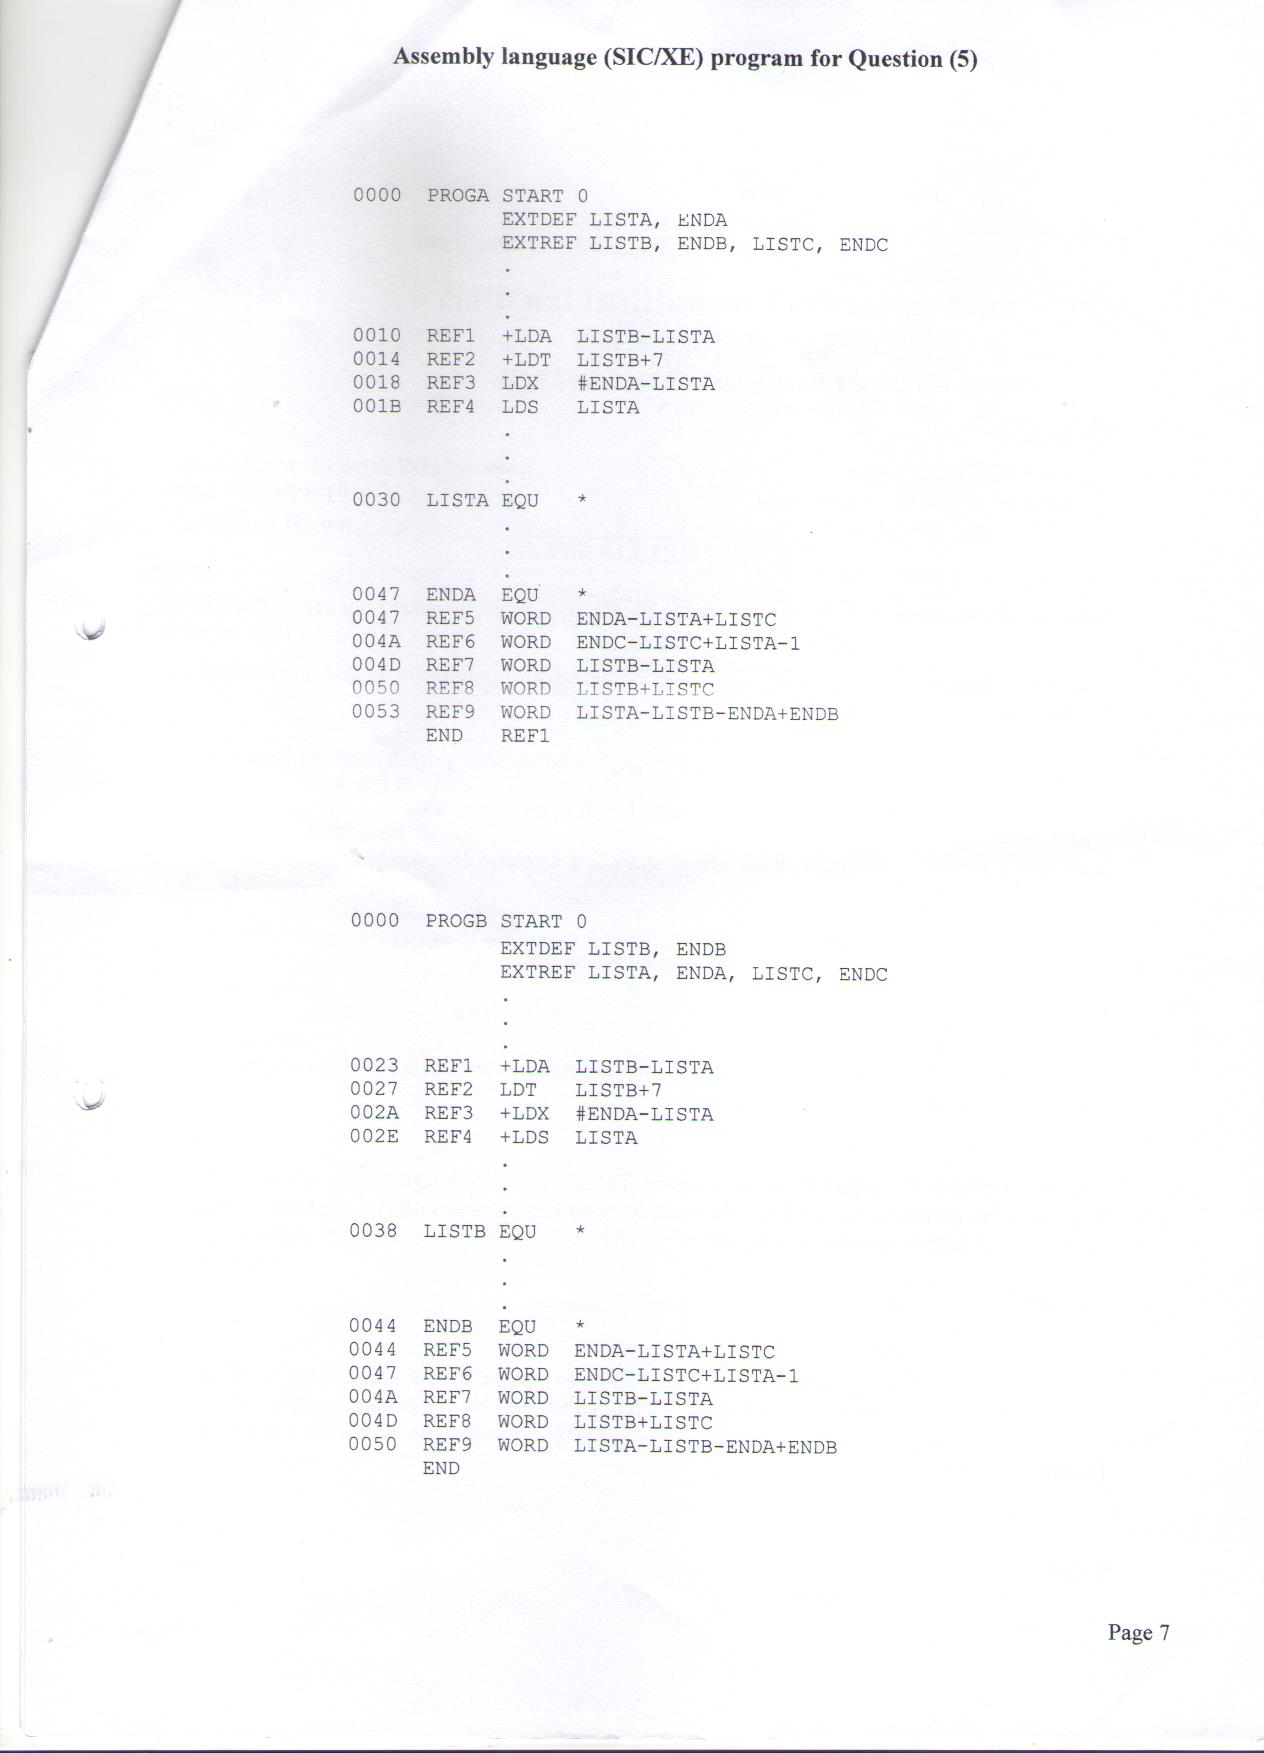 Assembly language (SIC/XE) program for Question (5)
0000 PROGA START 0
EXTDEF LISTA, ENDA
EXTREF LISTB, ENDB, LISTC, ENDC
.
.
.
0010 REF1 +LDA LISTB-LISTA
0014 REF2 +LDT LISTB+7
0018 REF3 LDX #ENDA-LISTA
001B REF4 LDS LISTA
.
.
.
0030 LISTA EQU *
.
.
.
0047 ENDA EQU *
0047 REF5 WORD ENDA-LISTA+LISTC
004A REF6 WORD ENDC-LISTC+LISTA-1
004D REF7 WORD LISTB-LISTA
0050 REF8 WORD LISTB+LISTC
0053 REF9 WORD LISTA-LISTB-ENDA+ENDB
END REF1
0000 PROGB START 0
EXTDEF LISTB, ENDB
EXTREF LISTA, ENDA, LISTC, ENDC
.
.
.
0023 REF1 +LDA LISTB-LISTA
0027 REF2 LDT LISTB+7
002A REF3 +LDX #ENDA-LISTA
002E REF4 +LDS LISTA
.
.
.
0038 LISTB EQU *
.
.
.
0044 ENDB EQU *
0044 REF5 WORD ENDA-LISTA+LISTC
0047 REF6 WORD ENDC-LISTC+LISTA-1
004A REF7 WORD LISTB-LISTA
004D REF8 WORD LISTB+LISTC
0050 REF9 WORD LISTA-LISTB-ENDA+ENDB
END
Page 7